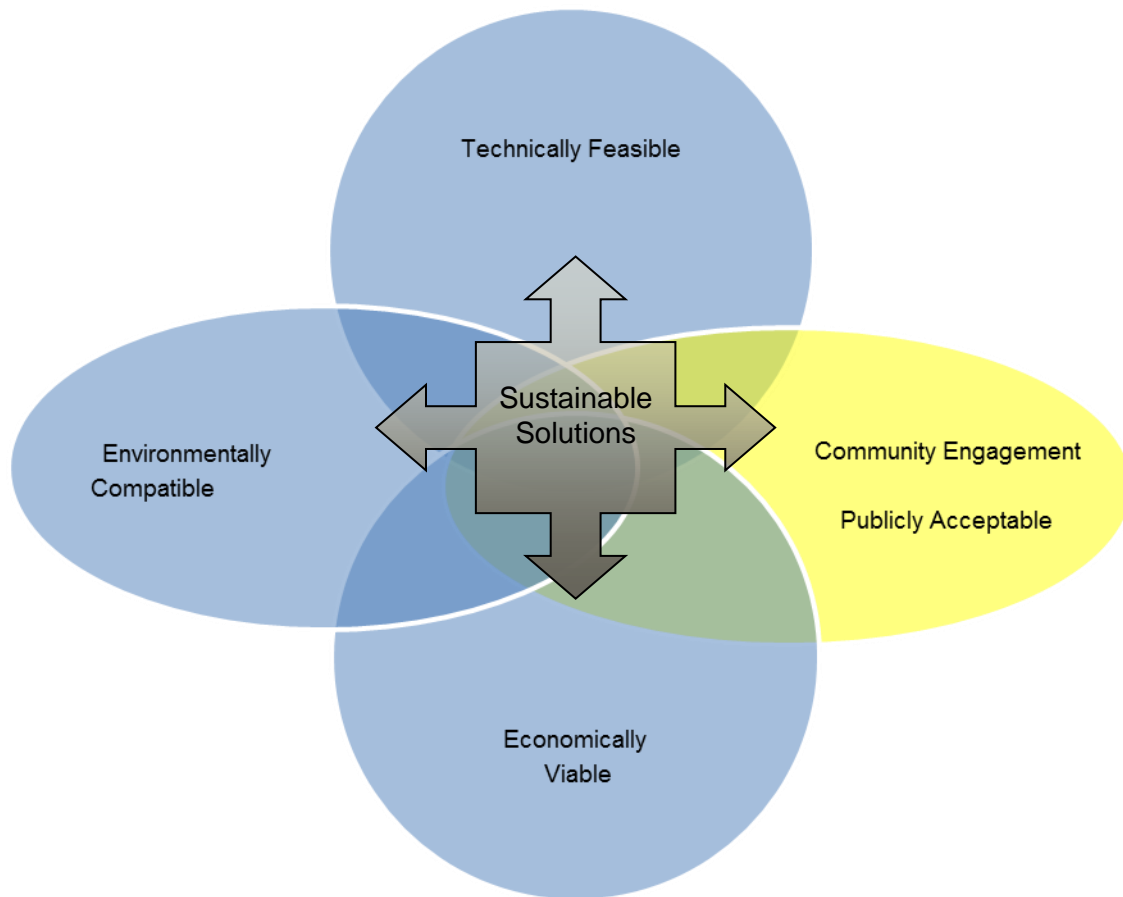 Technically Feasible
Sustainable
Solutions
Environmentally
Compatible
Community Engagement
Publicly Acceptable
Economically
Viable